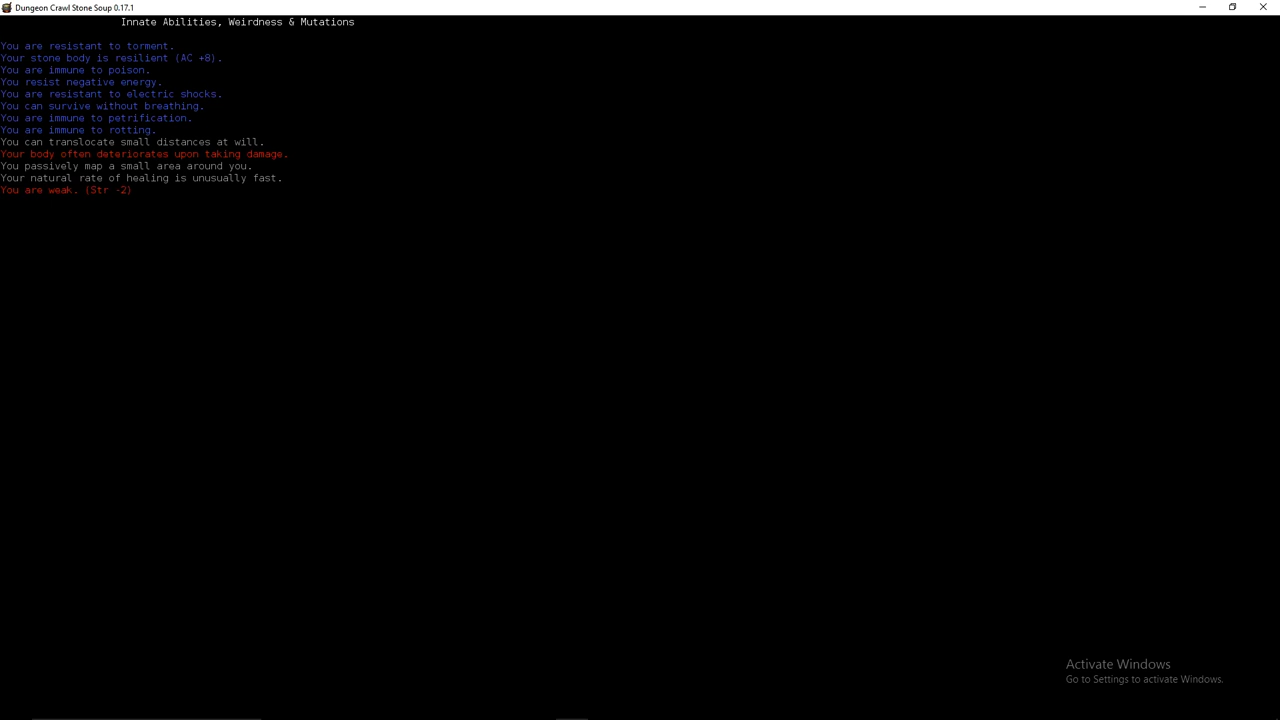 Dungeon Crawl Stone Soup 0.17.1
Innate Abilities, Weirdness & Mutations
You are resistant to torment.
Your stone body is resilient (AC +8).
You are immune to poison.
You resist negative energy.
You are resistant to electric shocks.
You can survive without breathing.
You are immune to petrification.
You are immune to rotting.
You can translocate small distances at will.
Your body often deteriorates upon taking damage.
You passively map a small area around you.
Your natural rate of healing is unusually fast.
You are weak. (Str -2)
Activate Windows
Go to Settings to activate Windows.